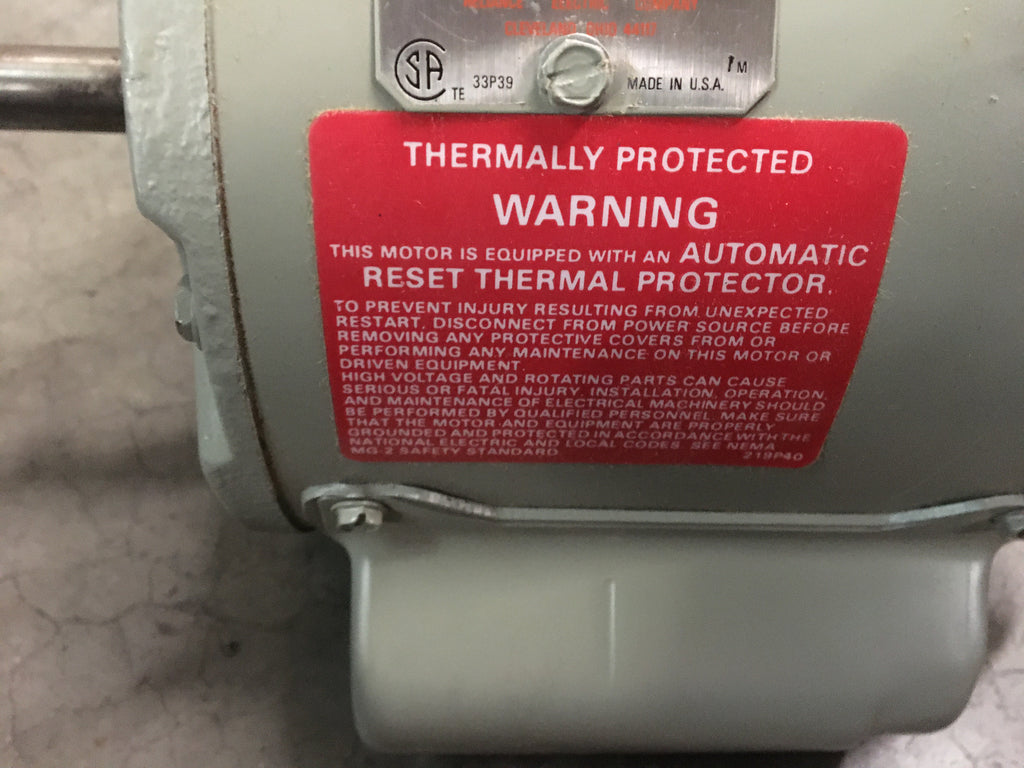 RELIANCE ELECTRIC COMPANY
CLEVELAND, OHIO 44117
SA TE 33P39 MADE IN U.S.A. M
THERMALLY PROTECTED
WARNING
THIS MOTOR IS EQUIPPED WITH AN AUTOMATIC
RESET THERMAL PROTECTOR.
TO PREVENT INJURY RESULTING FROM UNEXPECTED
RESTART, DISCONNECT FROM POWER SOURCE BEFORE
REMOVING ANY PROTECTIVE COVERS FROM OR
PERFORMING ANY MAINTENANCE ON THIS MOTOR OR
DRIVEN EQUIPMENT.
HIGH VOLTAGE AND ROTATING PARTS CAN CAUSE
SERIOUS OR FATAL INJURY. INSTALLATION, OPERATION,
AND MAINTENANCE OF ELECTRICAL MACHINERY SHOULD
BE PERFORMED BY QUALIFIED PERSONNEL. MAKE SURE
THAT THE MOTOR AND EQUIPMENT ARE PROPERLY
GROUNDED AND PROTECTED IN ACCORDANCE WITH THE
NATIONAL ELECTRIC AND LOCAL CODES. SEE NEMA
MG-2 SAFETY STANDARD. 219P40